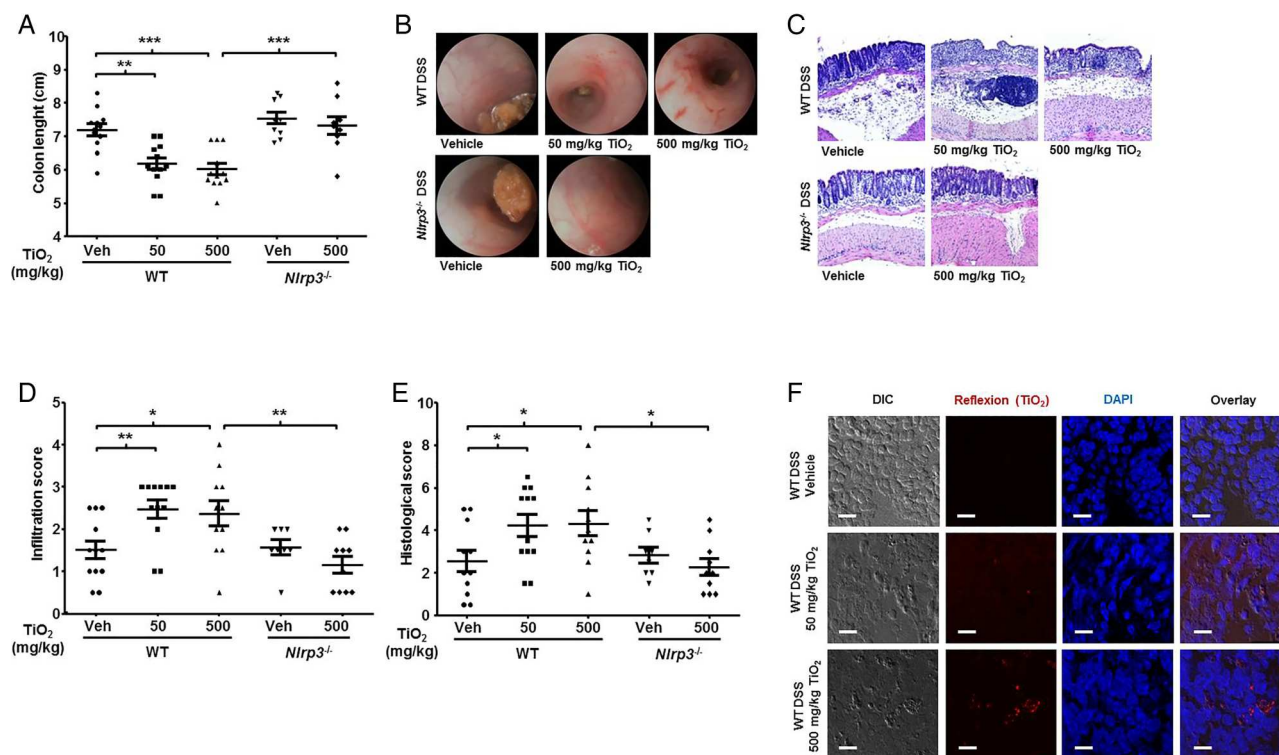 A
***
***
**
Colon lenght (cm)
10
9
8
7
6
5
4
TiO2
(mg/kg)
Veh 50 500 Veh 500
WT Nlrp3-/-
B
WT DSS
Vehicle
50 mg/kg TiO2
500 mg/kg TiO2
Nlrp3-/- DSS
Vehicle
500 mg/kg TiO2
C
WT DSS
Vehicle
50 mg/kg TiO2
500 mg/kg TiO2
Nlrp3-/- DSS
Vehicle
500 mg/kg TiO2
D
*
**
**
Infiltration score
5
4
3
2
1
0
TiO2
(mg/kg)
Veh 50 500 Veh 500
WT Nlrp3-/-
E
*
*
*
Histological score
10
8
6
4
2
0
TiO2
(mg/kg)
Veh 50 500 Veh 500
WT Nlrp3-/-
F
DIC Reflexion (TiO2) DAPI Overlay
WT DSS
Vehicle
WT DSS
50 mg/kg TiO2
WT DSS
500 mg/kg TiO2